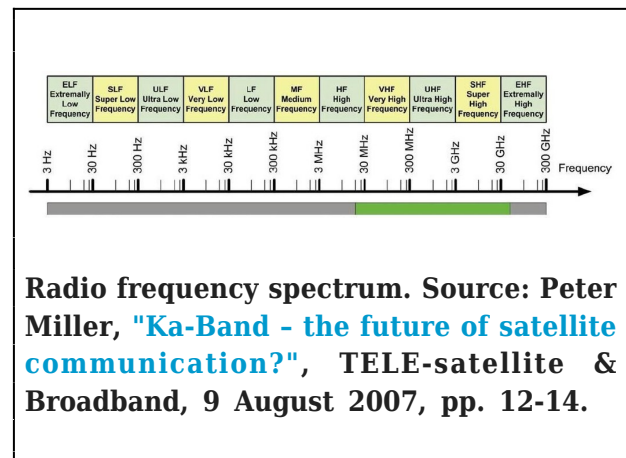 ELF
Extremally
Low
Frequency
SLF
Super Low
Frequency
ULF
Ultra Low
Frequency
VLF
Very Low
Frequency
LF
Low
Frequency
MF
Medium
Frequency
HF
High
Frequency
VHF
Very High
Frequency
UHF
Ultra High
Frequency
SHF
Super
High
Frequency
EHF
Extremally
High
Frequency
3 Hz
30 Hz
300 Hz
3 kHz
30 kHz
300 kHz
3 MHz
30 MHz
300 MHz
3 GHz
30 GHz
300 GHz
Frequency
Radio frequency spectrum. Source: Peter
Miller, "Ka-Band – the future of satellite
communication?", TELE-satellite &
Broadband, 9 August 2007, pp. 12-14.